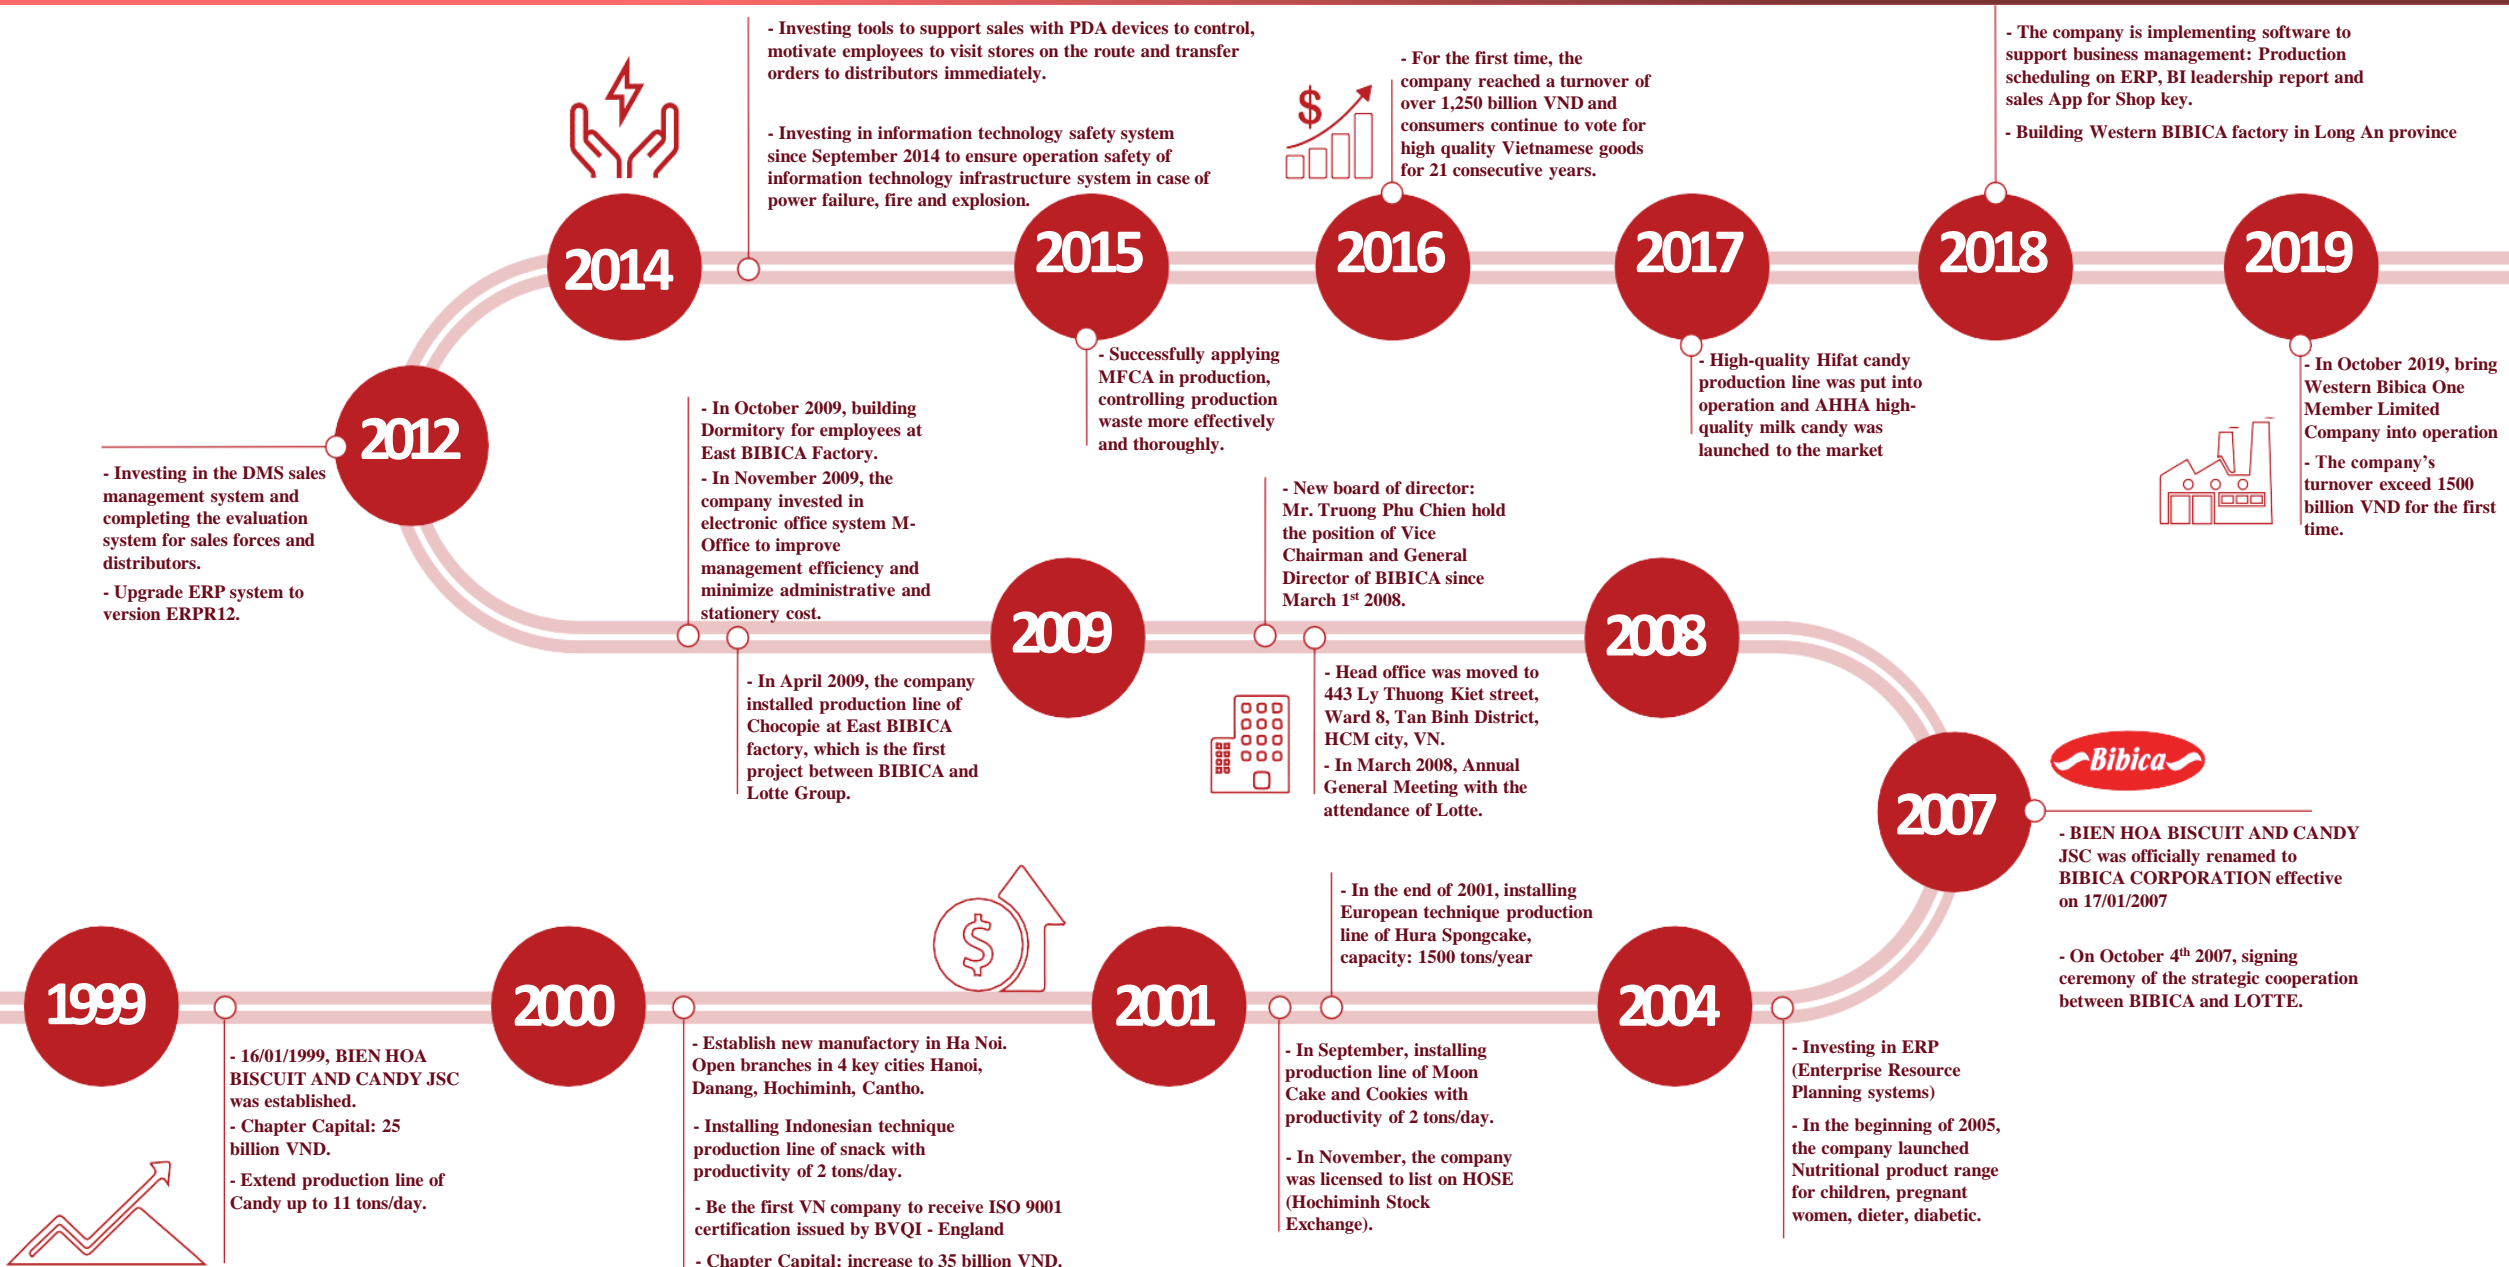 - Investing tools to support sales with PDA devices to control,
motivate employees to visit stores on the route and transfer
orders to distributors immediately.
- Investing in information technology safety system
since September 2014 to ensure operation safety of
information technology infrastructure system in case of
power failure, fire and explosion.
- For the first time, the
company reached a turnover of
over 1,250 billion VND and
consumers continue to vote for
high quality Vietnamese goods
for 21 consecutive years.
- The company is implementing software to
support business management: Production
scheduling on ERP, BI leadership report and
sales App for Shop key.
- Building Western BIBICA factory in Long An province
2014
2015
2016
2017
2018
2019
- Successfully applying
MFCA in production,
controlling production
waste more effectively
and thoroughly.
- High-quality Hifat candy
production line was put into
operation and AHHA high-
quality milk candy was
launched to the market
- In October 2019, bring
Western Bibica One
Member Limited
Company into operation
- The company's
turnover exceed 1500
billion VND for the first
time.
2012
- Investing in the DMS sales
management system and
completing the evaluation
system for sales forces and
distributors.
- Upgrade ERP system to
version ERPR12.
- In October 2009, building
Dormitory for employees at
East BIBICA Factory.
- In November 2009, the
company invested in
electronic office system M-
Office to improve
management efficiency and
minimize administrative and
stationery cost.
2009
- In April 2009, the company
installed production line of
Chocopie at East BIBICA
factory, which is the first
project between BIBICA and
Lotte Group.
- New board of director:
Mr. Truong Phu Chien hold
the position of Vice
Chairman and General
Director of BIBICA since
March 1st 2008.
2008
- Head office was moved to
443 Ly Thuong Kiet street,
Ward 8, Tan Binh District,
HCM city, VN.
- In March 2008, Annual
General Meeting with the
attendance of Lotte.
Bibica
2007
- BIEN HOA BISCUIT AND CANDY
JSC was officially renamed to
BIBICA CORPORATION effective
on 17/01/2007
- On October 4th 2007, signing
ceremony of the strategic cooperation
between BIBICA and LOTTE.
1999
- 16/01/1999, BIEN HOA
BISCUIT AND CANDY JSC
was established.
- Chapter Capital: 25
billion VND.
- Extend production line of
Candy up to 11 tons/day.
2000
- Establish new manufactory in Ha Noi.
Open branches in 4 key cities Hanoi,
Danang, Hochiminh, Cantho.
- Installing Indonesian technique
production line of snack with
productivity of 2 tons/day.
- Be the first VN company to receive ISO 9001
certification issued by BVQI - England
- Chapter Capital: increase to 35 billion VND.
$
2001
- In the end of 2001, installing
European technique production
line of Hura Spongcake,
capacity: 1500 tons/year
- In September, installing
production line of Moon
Cake and Cookies with
productivity of 2 tons/day.
- In November, the company
was licensed to list on HOSE
(Hochiminh Stock
Exchange).
2004
- Investing in ERP
(Enterprise Resource
Planning systems)
- In the beginning of 2005,
the company launched
Nutritional product range
for children, pregnant
women, dieter, diabetic.